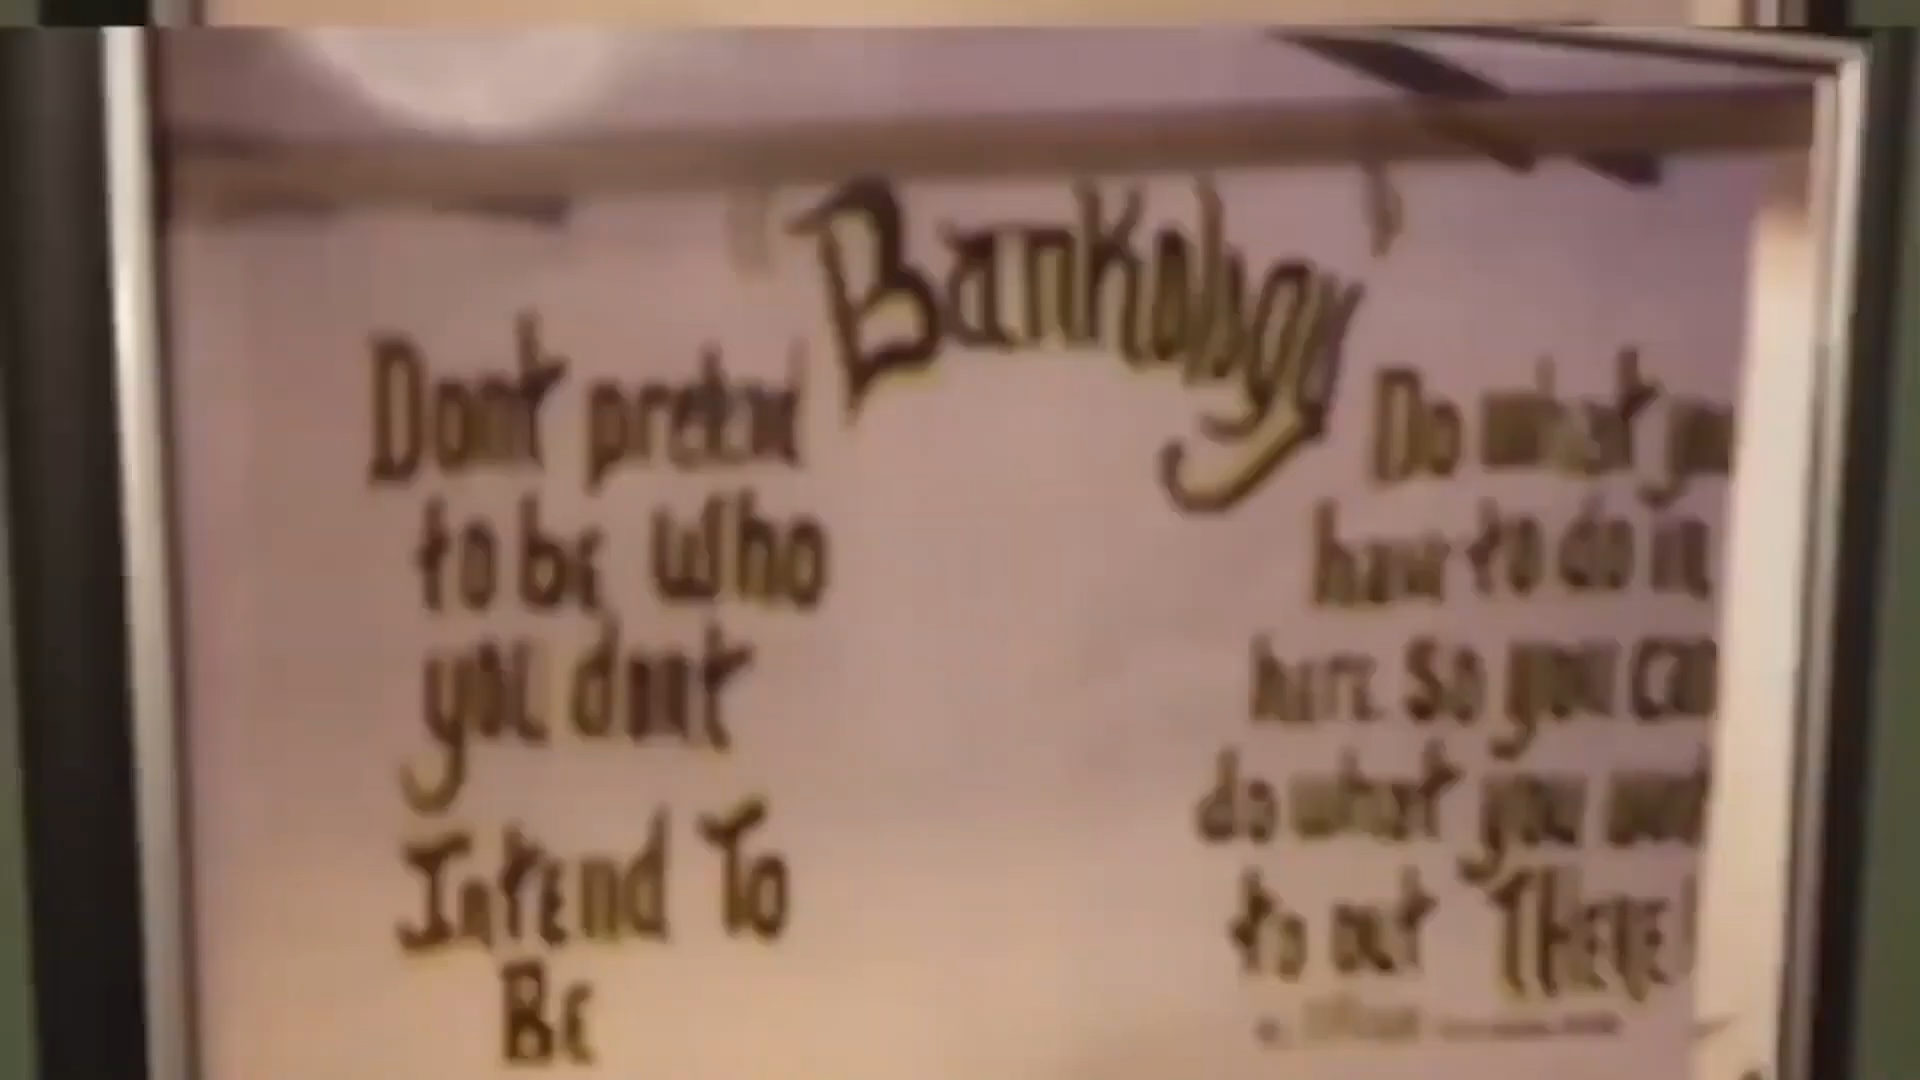 "Bankology"
Dont pretend
to be who
you dont
Intend To
Be
Do what you
have to do in
here so you can
do what you want
to out THERE!